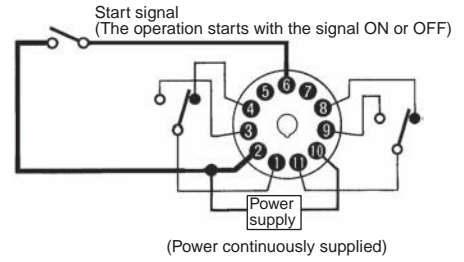 Start signal
(The operation starts with the signal ON or OFF)
6
5 7
4 8
3 9
2 10
1 11
Power
supply
(Power continuously supplied)